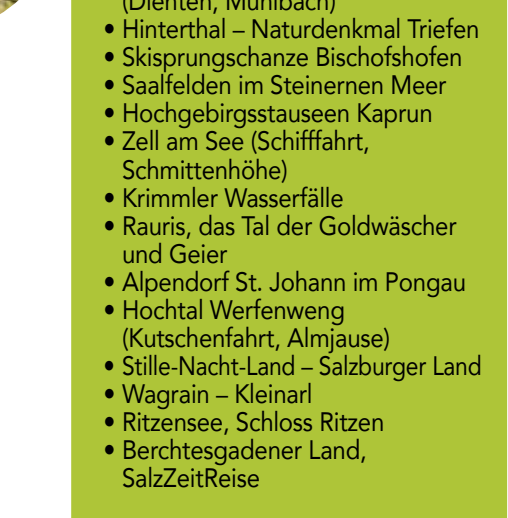 (Dienten, Mühlbach)
• Hinterthal – Naturdenkmal Triefen
• Skisprungschanze Bischofshofen
• Saalfelden im Steinernen Meer
• Hochgebirgsstauseen Kaprun
• Zell am See (Schifffahrt,
Schmittenhöhe)
• Krimmler Wasserfälle
• Rauris, das Tal der Goldwäscher
und Geier
• Alpendorf St. Johann im Pongau
• Hochtal Werfenweng
(Kutschenfahrt, Almjause)
• Stille-Nacht-Land – Salzburger Land
• Wagrain – Kleinarl
• Ritzensee, Schloss Ritzen
• Berchtesgadener Land,
SalzZeitReise